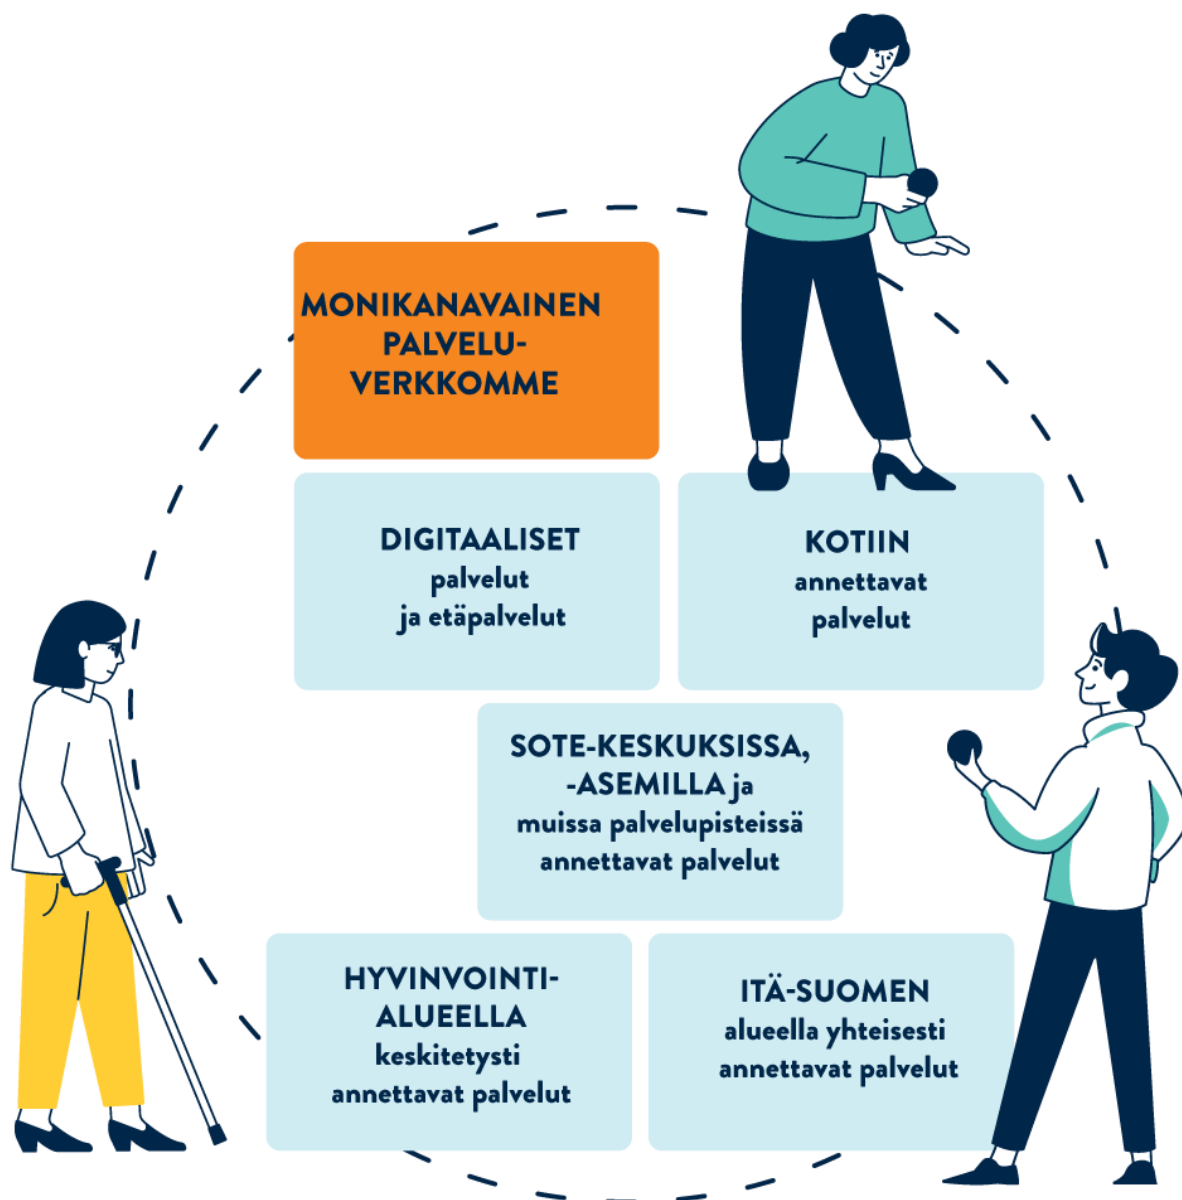 MONIKANAVAINEN
PALVELU-
VERKKOMME
DIGITAALISET
palvelut
ja etäpalvelut
KOTIIN
annettavat
palvelut
SOTE-KESKUKSISSA,
-ASEMILLA ja
muissa palvelupisteissä
annettavat palvelut
HYVINVOINTI-
ALUEELLA
keskitetysti
annettavat palvelut
ITÄ-SUOMEN
alueella yhteisesti
annettavat palvelut